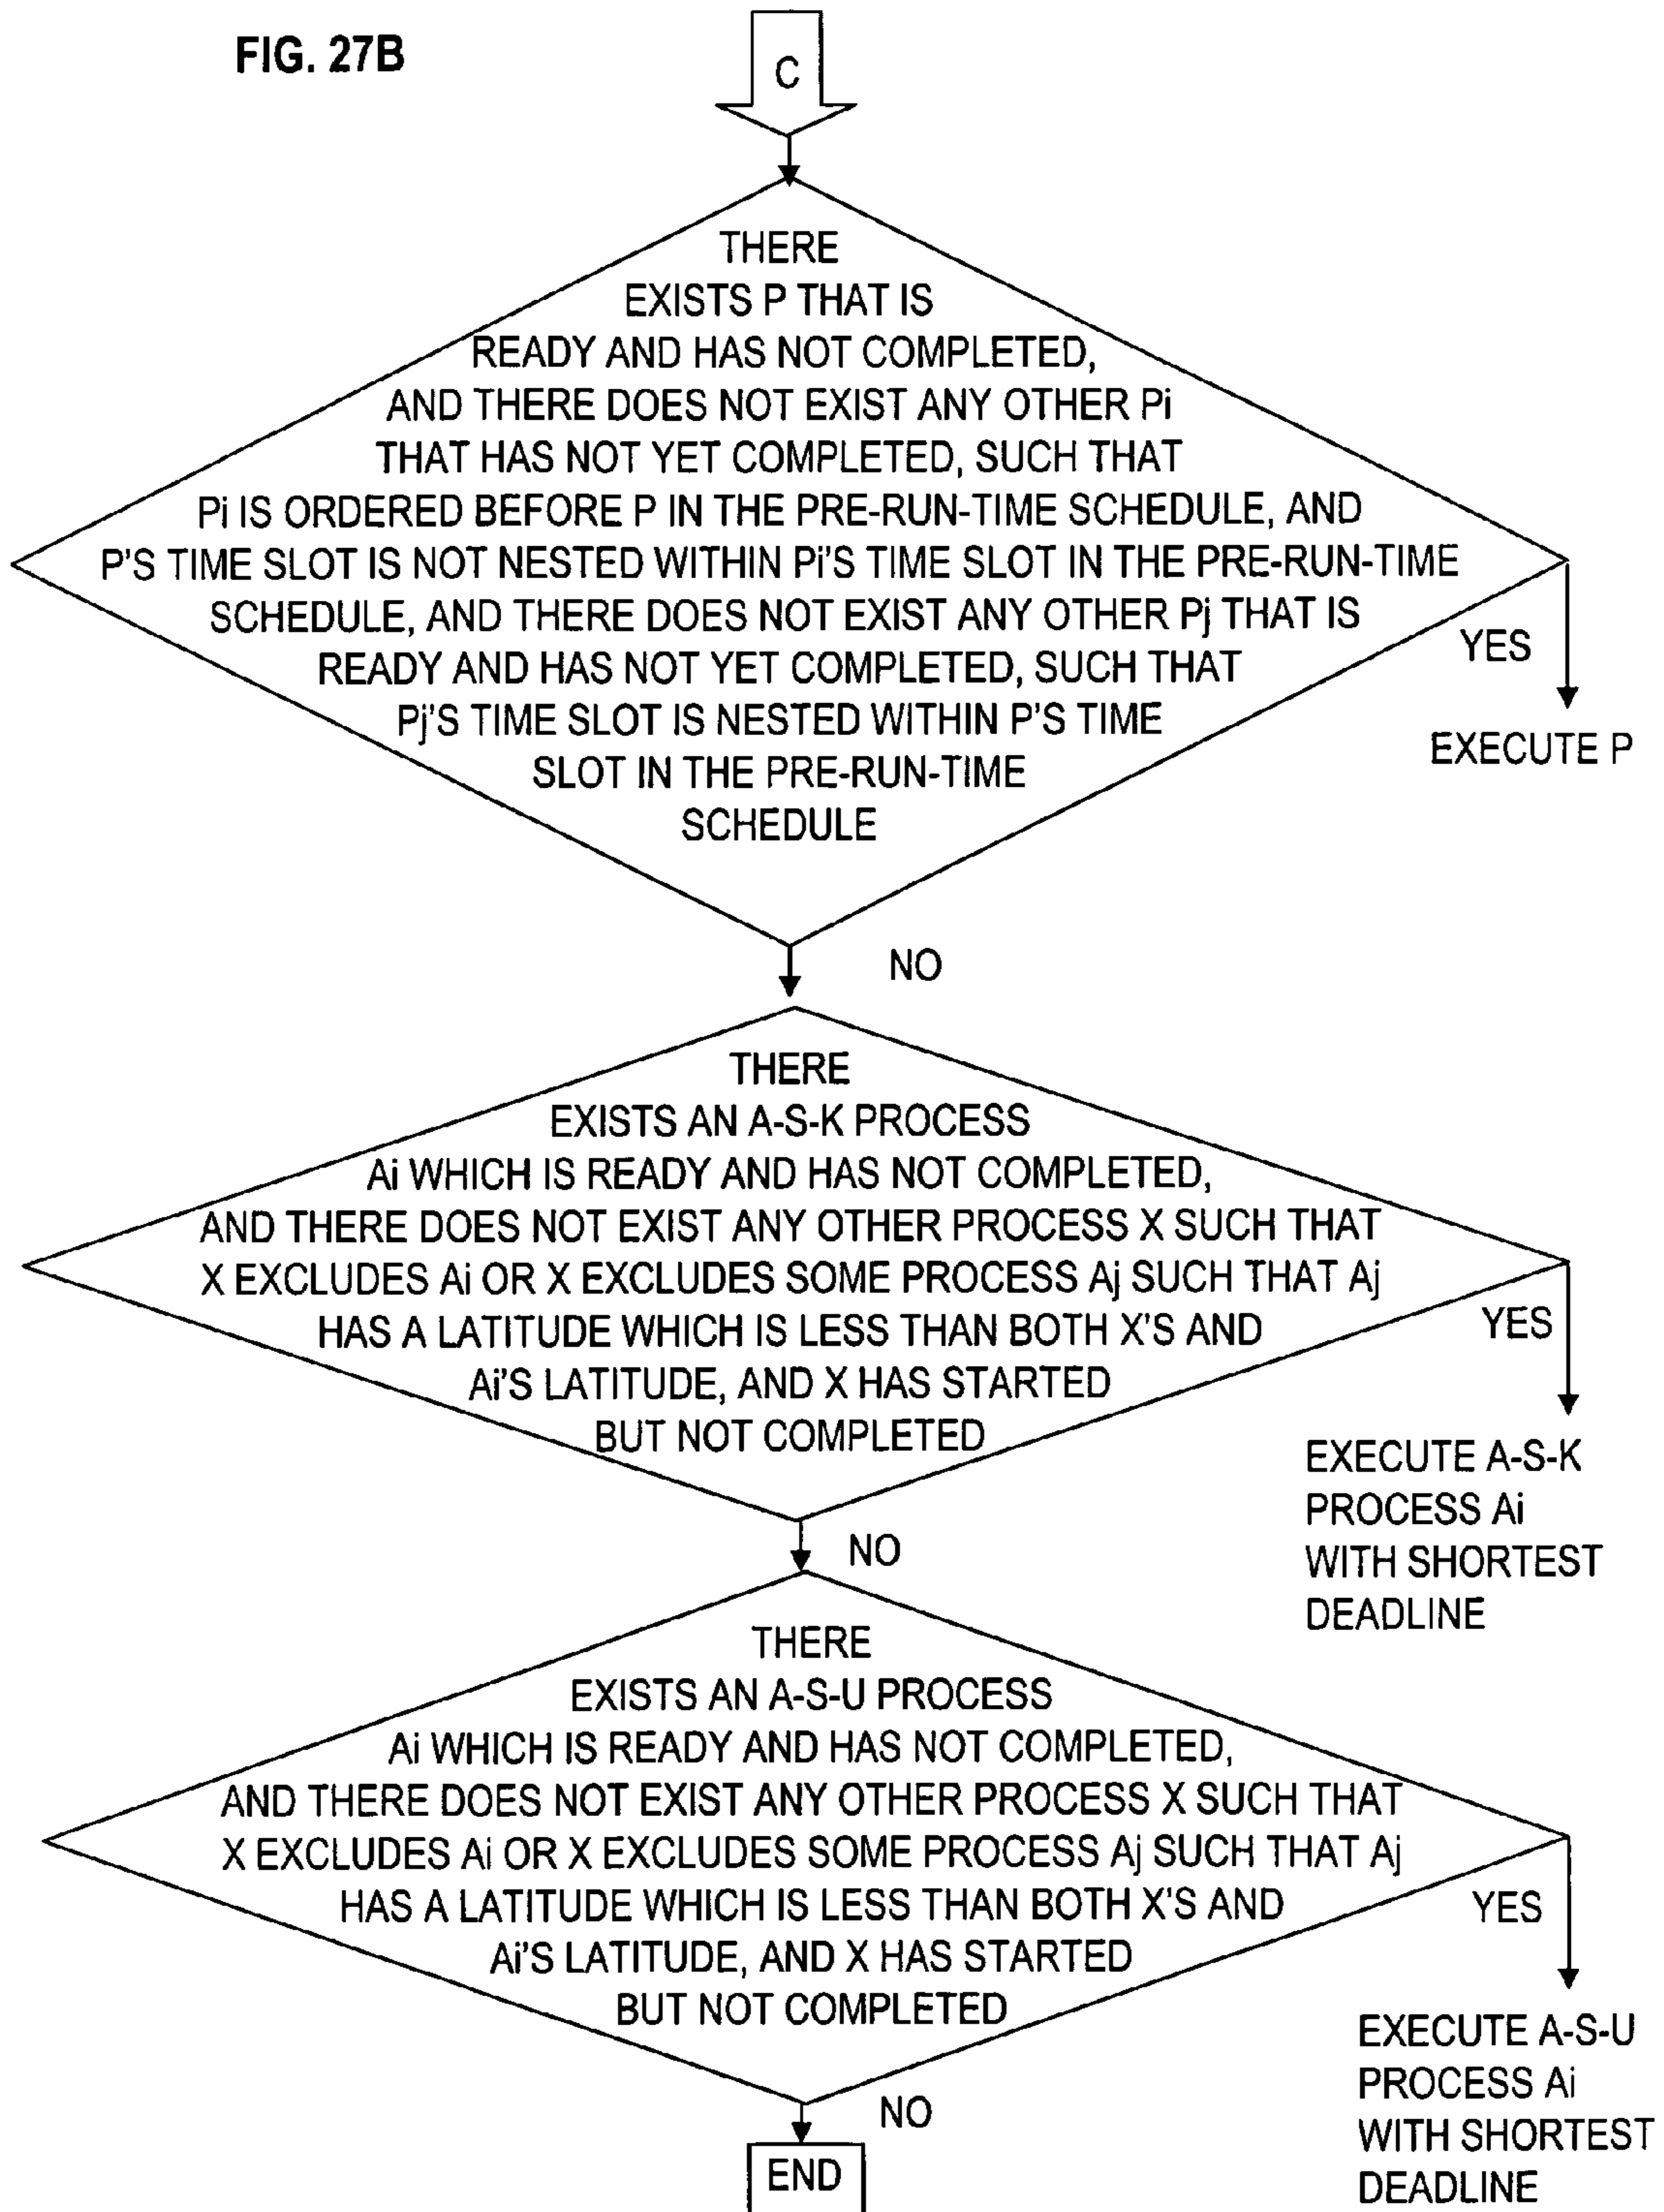 FIG. 27B
C
THERE
EXISTS P THAT IS
READY AND HAS NOT COMPLETED,
AND THERE DOES NOT EXIST ANY OTHER Pi
THAT HAS NOT YET COMPLETED, SUCH THAT
Pi IS ORDERED BEFORE P IN THE PRE-RUN-TIME SCHEDULE, AND
P'S TIME SLOT IS NOT NESTED WITHIN Pi'S TIME SLOT IN THE PRE-RUN-TIME
SCHEDULE, AND THERE DOES NOT EXIST ANY OTHER Pj THAT IS
READY AND HAS NOT YET COMPLETED, SUCH THAT
Pj'S TIME SLOT IS NESTED WITHIN P'S TIME
SLOT IN THE PRE-RUN-TIME
SCHEDULE
YES
EXECUTE P
NO
THERE
EXISTS AN A-S-K PROCESS
Ai WHICH IS READY AND HAS NOT COMPLETED,
AND THERE DOES NOT EXIST ANY OTHER PROCESS X SUCH THAT
X EXCLUDES Ai OR X EXCLUDES SOME PROCESS Aj SUCH THAT Aj
HAS A LATITUDE WHICH IS LESS THAN BOTH X'S AND
Ai'S LATITUDE, AND X HAS STARTED
BUT NOT COMPLETED
YES
EXECUTE A-S-K
PROCESS Ai
WITH SHORTEST
DEADLINE
NO
THERE
EXISTS AN A-S-U PROCESS
Ai WHICH IS READY AND HAS NOT COMPLETED,
AND THERE DOES NOT EXIST ANY OTHER PROCESS X SUCH THAT
X EXCLUDES Ai OR X EXCLUDES SOME PROCESS Aj SUCH THAT Aj
HAS A LATITUDE WHICH IS LESS THAN BOTH X'S AND
Ai'S LATITUDE, AND X HAS STARTED
BUT NOT COMPLETED
YES
EXECUTE A-S-U
PROCESS Ai
WITH SHORTEST
DEADLINE
NO
END